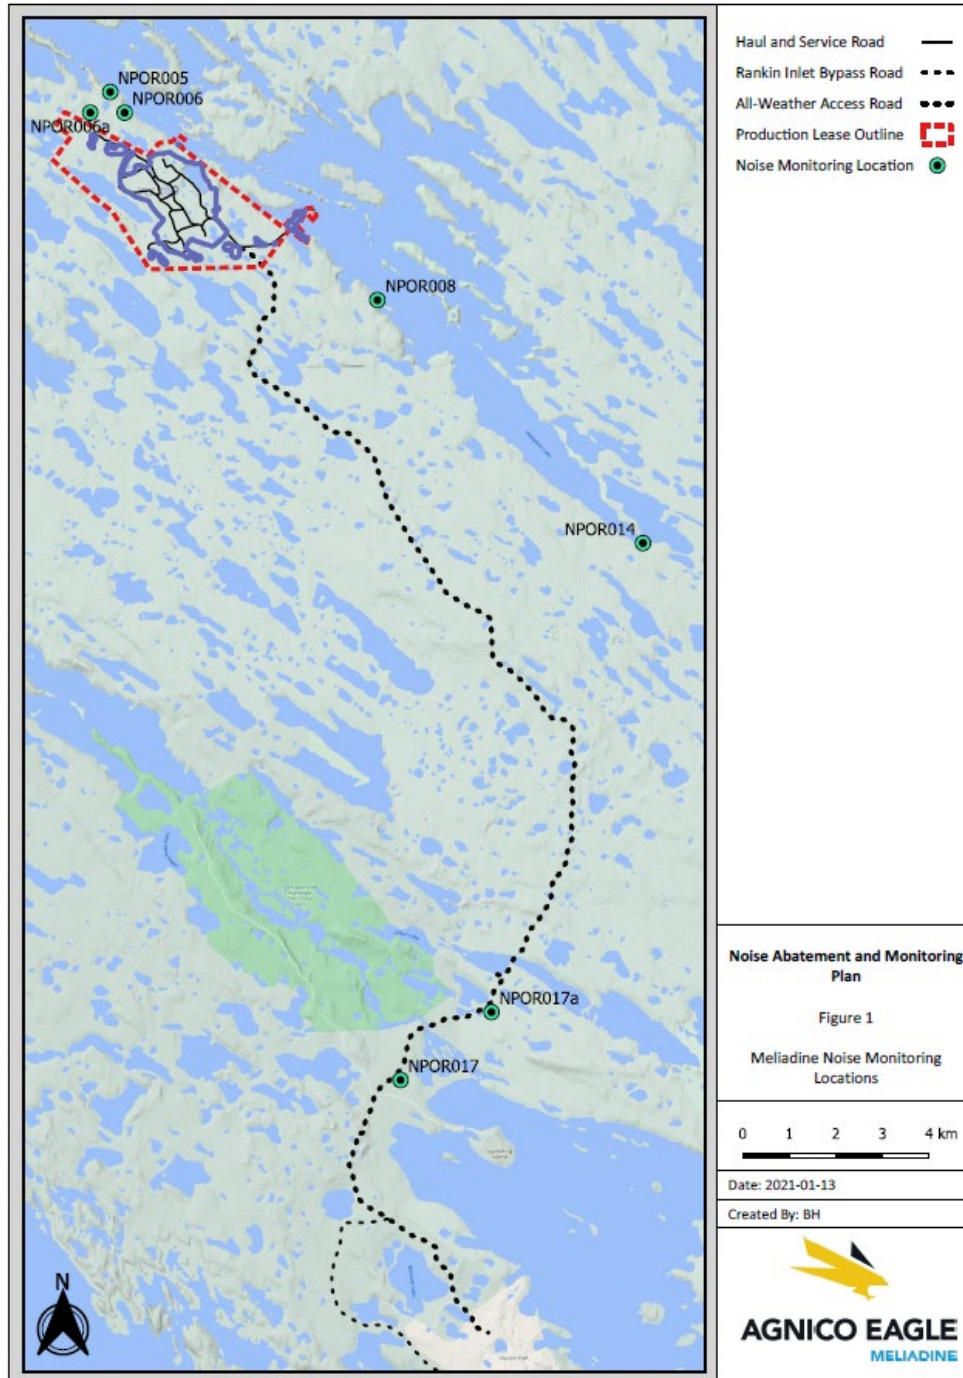 NPOR005
NPOR006
NPOR006a
NPOR008
NPOR014
NPOR017a
NPOR017
N
Haul and Service Road
Rankin Inlet Bypass Road
All-Weather Access Road
Production Lease Outline
Noise Monitoring Location
Noise Abatement and Monitoring
Plan
Figure 1
Meliadine Noise Monitoring
Locations
0 1 2 3 4 km
Date: 2021-01-13
Created By: BH
AGNICO EAGLE
MELIADINE